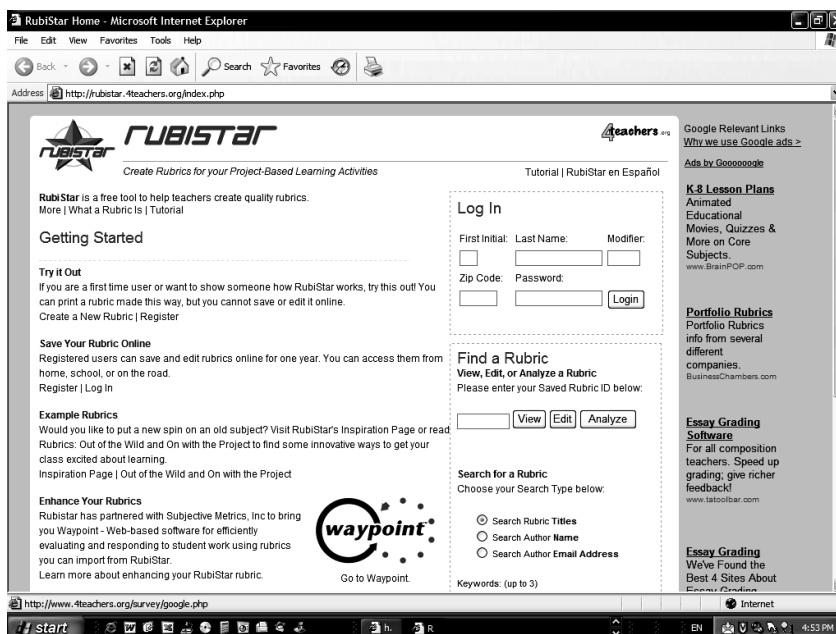 RubiStar Home - Microsoft Internet Explorer
File Edit View Favorites Tools Help
Back Search Favorites
Address http://rubistar.4teachers.org/index.php
RUBISTAR
RUBISTAR
4teachers.org
Create Rubrics for your Project-Based Learning Activities
Tutorial | RubiStar en Español
RubiStar is a free tool to help teachers create quality rubrics.
More | What a Rubric Is | Tutorial
Getting Started
Try it Out
If you are a first time user or want to show someone how RubiStar works, try this out! You
can print a rubric made this way, but you cannot save or edit it online.
Create a New Rubric | Register
Save Your Rubric Online
Registered users can save and edit rubrics online for one year. You can access them from
home, school, or on the road.
Register | Log In
Example Rubrics
Would you like to put a new spin on an old subject? Visit RubiStar's Inspiration Page or read
Rubrics: Out of the Wild and On with the Project to find some innovative ways to get your
class excited about learning.
Inspiration Page | Out of the Wild and On with the Project
Enhance Your Rubrics
Rubistar has partnered with Subjective Metrics, Inc to bring
you Waypoint - Web-based software for efficiently
evaluating and responding to student work using rubrics
you can import from RubiStar.
Learn more about enhancing your RubiStar rubric.
waypoint
Go to Waypoint.
Log In
First Initial: Last Name: Modifier:
Zip Code: Password:
Login
Find a Rubric
View, Edit, or Analyze a Rubric
Please enter your Saved Rubric ID below:
View Edit Analyze
Search for a Rubric
Choose your Search Type below:
Search Rubric Titles
Search Author Name
Search Author Email Address
Keywords: (up to 3)
Google Relevant Links
Why we use Google ads >
Ads by Goooooogle
K-8 Lesson Plans
Animated
Educational
Movies, Quizzes &
More on Core
Subjects.
www.BrainPOP.com
Portfolio Rubrics
Portfolio Rubrics
info from several
different
companies.
BusinessChambers.com
Essay Grading
Software
For all composition
teachers. Speed up
grading; give richer
feedback!
www.tatoolbar.com
Essay Grading
We've Found the
Best 4 Sites About
Essay Grading
http://www.4teachers.org/survey/google.php
Internet
start
h.
R
EN
4:53 PM